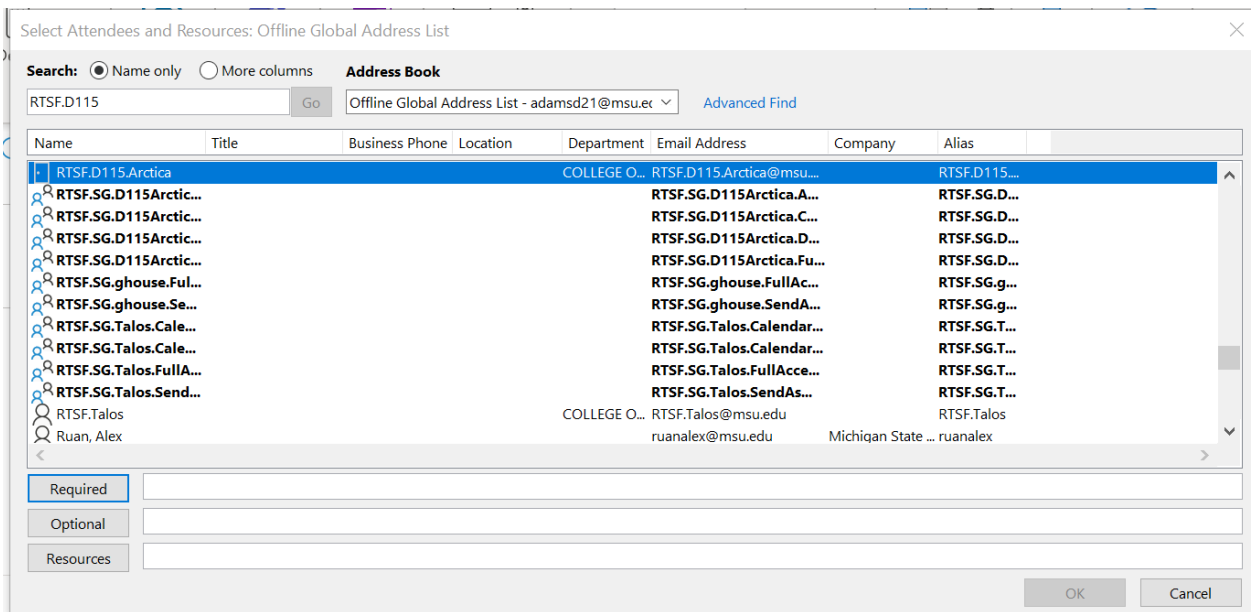 Select Attendees and Resources: Offline Global Address List
Search: Name only More columns Address Book
RTSF.D115 Go Offline Global Address List - adamsd21@msu.ec Advanced Find
Name Title Business Phone Location Department Email Address Company Alias
RTSF.D115.Arctica COLLEGE O... RTSF.D115.Arctica@msu.... RTSF.D115....
RTSF.SG.D115Arctic... RTSF.SG.D115Arctica.A... RTSF.SG.D...
RTSF.SG.D115Arctic... RTSF.SG.D115Arctica.C... RTSF.SG.D...
RTSF.SG.D115Arctic... RTSF.SG.D115Arctica.D... RTSF.SG.D...
RTSF.SG.D115Arctic... RTSF.SG.D115Arctica.Fu... RTSF.SG.D...
RTSF.SG.ghouse.Ful... RTSF.SG.ghouse.FullAc... RTSF.SG.g...
RTSF.SG.ghouse.Se... RTSF.SG.ghouse.SendA... RTSF.SG.g...
RTSF.SG.Talos.Cale... RTSF.SG.Talos.Calendar... RTSF.SG.T...
RTSF.SG.Talos.Cale... RTSF.SG.Talos.Calendar... RTSF.SG.T...
RTSF.SG.Talos.FullA... RTSF.SG.Talos.FullAcce... RTSF.SG.T...
RTSF.SG.Talos.Send... RTSF.SG.Talos.SendAs... RTSF.SG.T...
RTSF.Talos COLLEGE O... RTSF.Talos@msu.edu RTSF.Talos
Ruan, Alex ruanalex@msu.edu Michigan State ... ruanalex
Required
Optional
Resources
OK Cancel